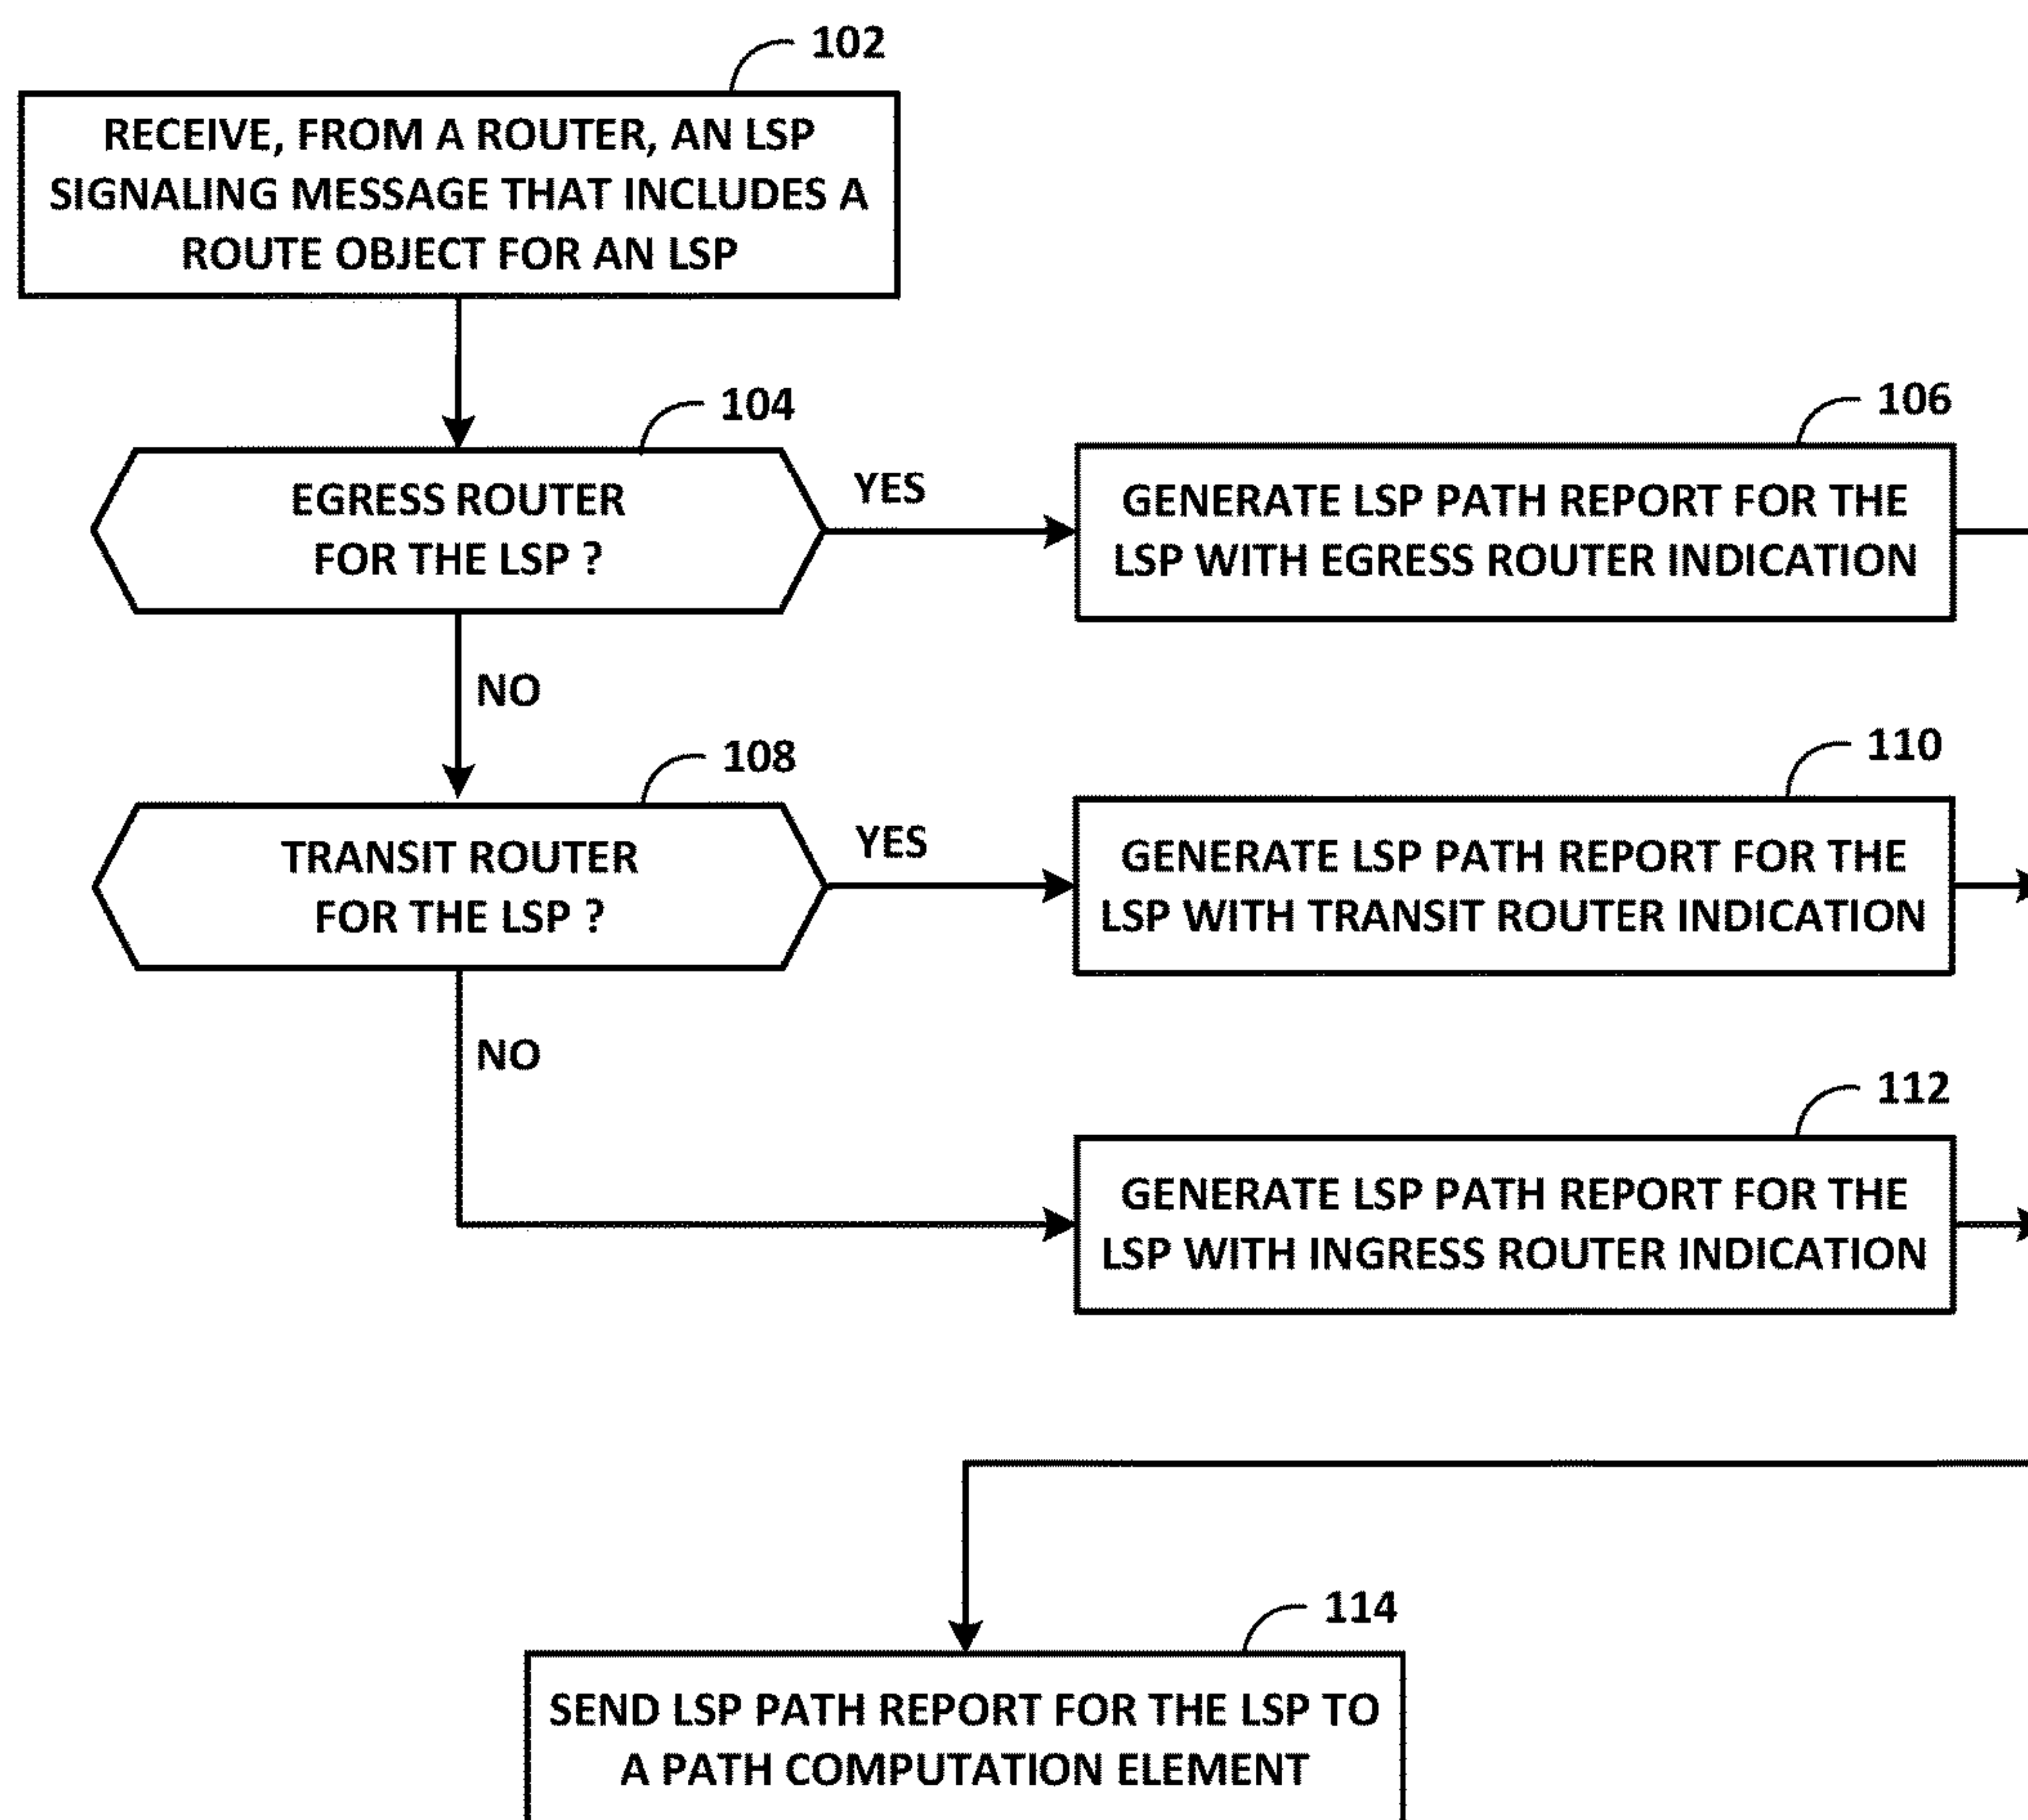 102
RECEIVE, FROM A ROUTER, AN LSP
SIGNALING MESSAGE THAT INCLUDES A
ROUTE OBJECT FOR AN LSP
104
EGRESS ROUTER
FOR THE LSP ?
YES
106
GENERATE LSP PATH REPORT FOR THE
LSP WITH EGRESS ROUTER INDICATION
NO
108
TRANSIT ROUTER
FOR THE LSP ?
YES
110
GENERATE LSP PATH REPORT FOR THE
LSP WITH TRANSIT ROUTER INDICATION
NO
112
GENERATE LSP PATH REPORT FOR THE
LSP WITH INGRESS ROUTER INDICATION
114
SEND LSP PATH REPORT FOR THE LSP TO
A PATH COMPUTATION ELEMENT